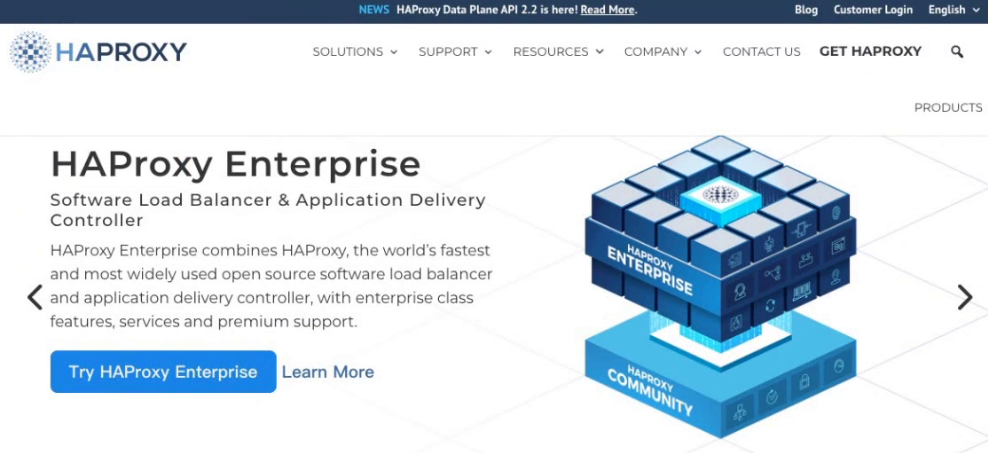 NEWS HAProxy Data Plane API 2.2 is here! Read More.
Blog Customer Login English
HAPROXY
SOLUTIONS SUPPORT RESOURCES COMPANY CONTACT US GET HAPROXY
PRODUCTS
HAProxy Enterprise
Software Load Balancer & Application Delivery
Controller
HAProxy Enterprise combines HAProxy, the world's fastest
and most widely used open source software load balancer
and application delivery controller, with enterprise class
features, services and premium support.
Try HAProxy Enterprise Learn More
HAPROXY
ENTERPRISE
HAPROXY
COMMUNITY